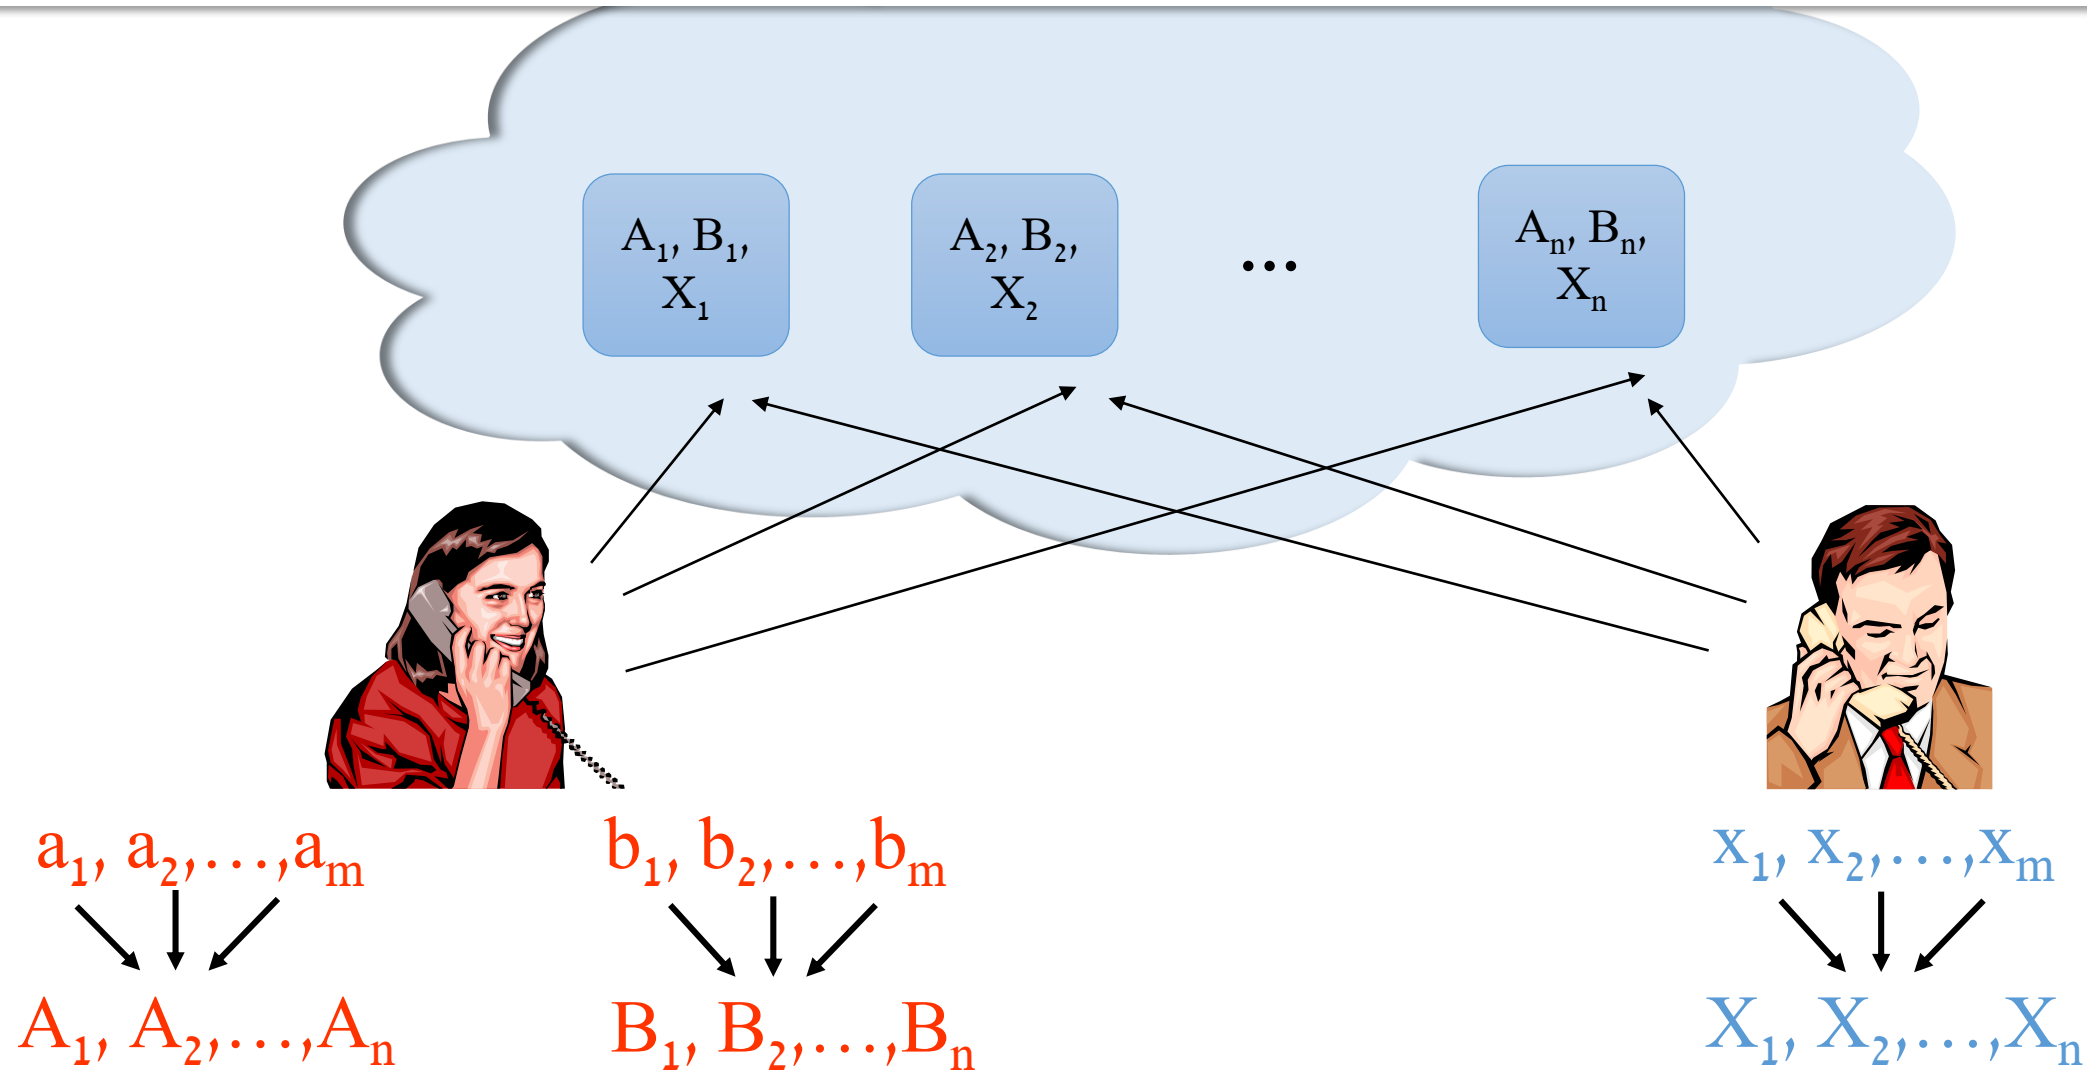 A₁, B₁,
X₁
A₂, B₂,
X₂
...
Aₙ, Bₙ,
Xₙ
a₁, a₂,…,aₘ
b₁, b₂,…,bₘ
x₁, x₂,…,xₘ
A₁, A₂,…,Aₙ
B₁, B₂,…,Bₙ
X₁, X₂,…,Xₙ